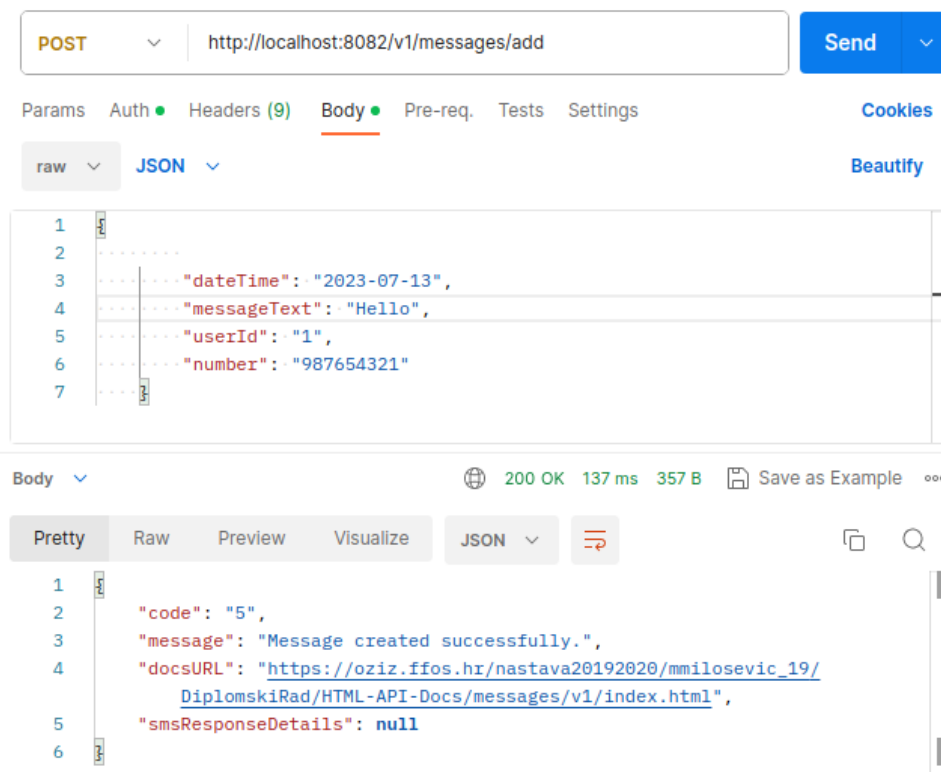 POST http://localhost:8082/v1/messages/add Send
Params Auth Headers (9) Body Pre-req. Tests Settings Cookies
raw JSON Beautify
1 {
2
3 "dateTime": "2023-07-13",
4 "messageText": "Hello",
5 "userId": "1",
6 "number": "987654321"
7 }
Body 200 OK 137 ms 357 B Save as Example
Pretty Raw Preview Visualize JSON
1 {
2 "code": "5",
3 "message": "Message created successfully.",
4 "docsURL": "https://oziz.ffos.hr/nastava20192020/mmilosevic_19/
DiplomskiRad/HTML-API-Docs/messages/v1/index.html",
5 "smsResponseDetails": null
6 }